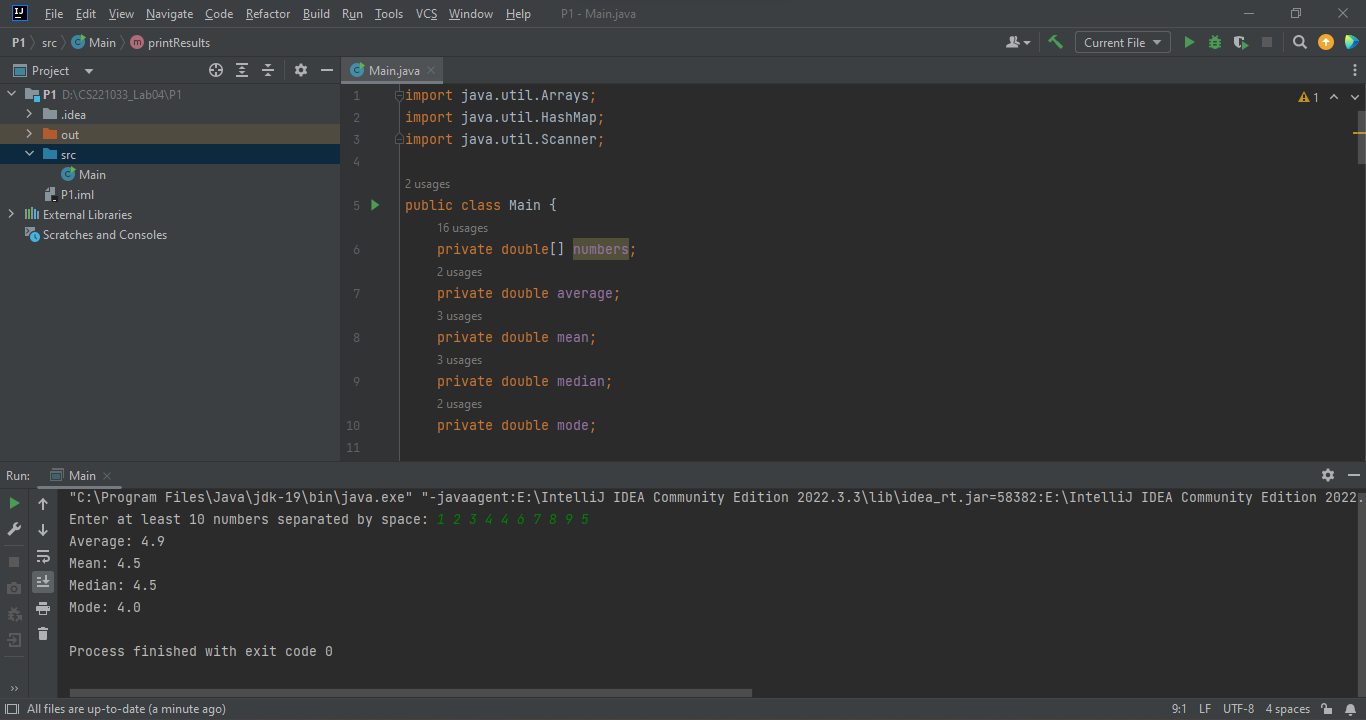 File Edit View Navigate Code Refactor Build Run Tools VCS Window Help P1 - Main.java
P1 src Main printResults
Current File
Project
Main.java
P1 D:\CS221033_Lab04\P1
.idea
out
src
Main
P1.iml
External Libraries
Scratches and Consoles
1 import java.util.Arrays;
1
2 import java.util.HashMap;
3 import java.util.Scanner;
4
2 usages
5 public class Main {
16 usages
6 private double[] numbers;
2 usages
7 private double average;
3 usages
8 private double mean;
3 usages
9 private double median;
2 usages
10 private double mode;
11
Run: Main
"C:\Program Files\Java\jdk-19\bin\java.exe" "-javaagent:E:\IntelliJ IDEA Community Edition 2022.3.3\lib\idea_rt.jar=58382:E:\IntelliJ IDEA Community Edition 2022.
Enter at least 10 numbers separated by space: 1 2 3 4 4 6 7 8 9 5
Average: 4.9
Mean: 4.5
Median: 4.5
Mode: 4.0
Process finished with exit code 0
All files are up-to-date (a minute ago)
9:1 LF UTF-8 4 spaces